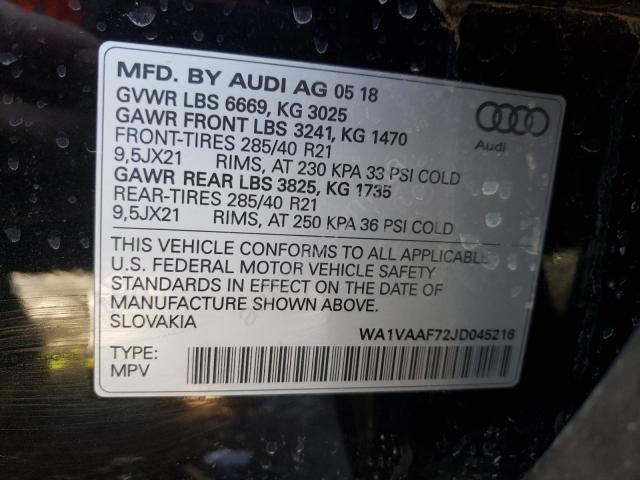 MFD. BY AUDI AG 05 18
GVWR LBS 6669, KG 3025
GAWR FRONT LBS 3241, KG 1470
FRONT-TIRES 285/40 R21
9,5JX21 RIMS, AT 230 KPA 33 PSI COLD
GAWR REAR LBS 3825, KG 1735
REAR-TIRES 285/40 R21
9,5JX21 RIMS, AT 250 KPA 36 PSI COLD
Audi
THIS VEHICLE CONFORMS TO ALL APPLICABLE
U.S. FEDERAL MOTOR VEHICLE SAFETY
STANDARDS IN EFFECT ON THE DATE OF
MANUFACTURE SHOWN ABOVE.
SLOVAKIA
WA1VAAF72JD045216
TYPE:
MPV